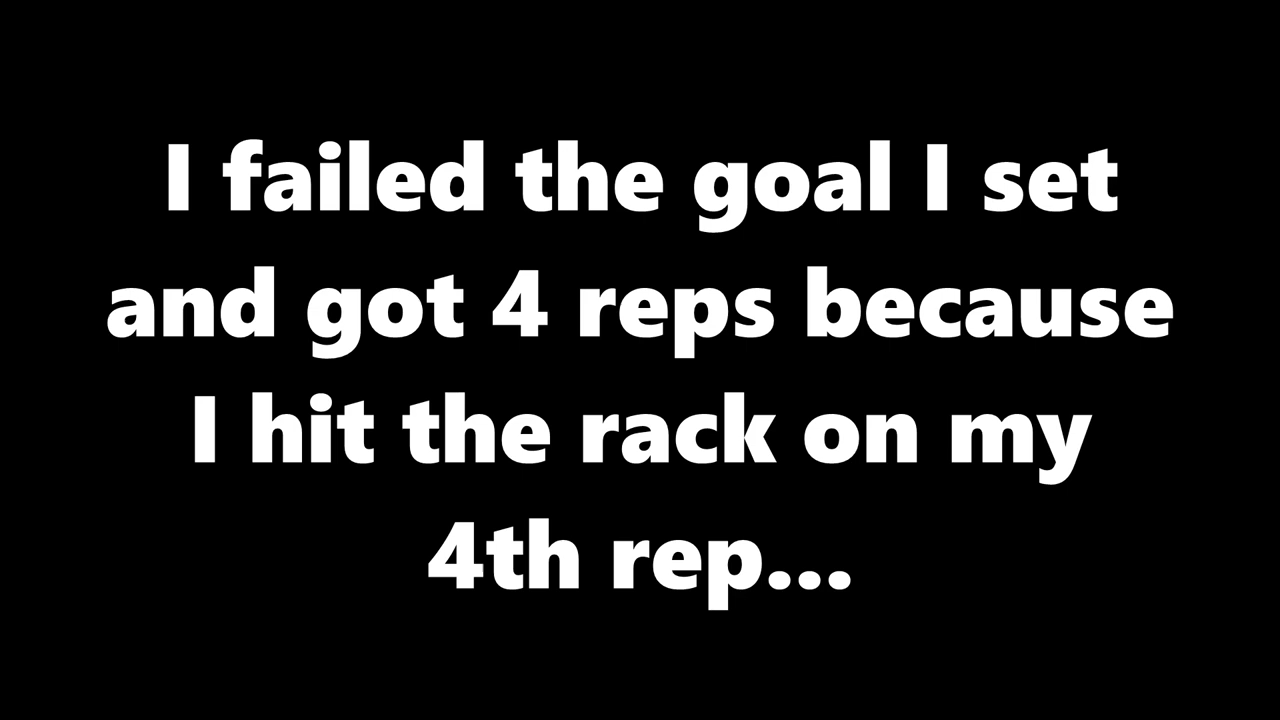 I failed the goal I set
and got 4 reps because
I hit the rack on my
4th rep...